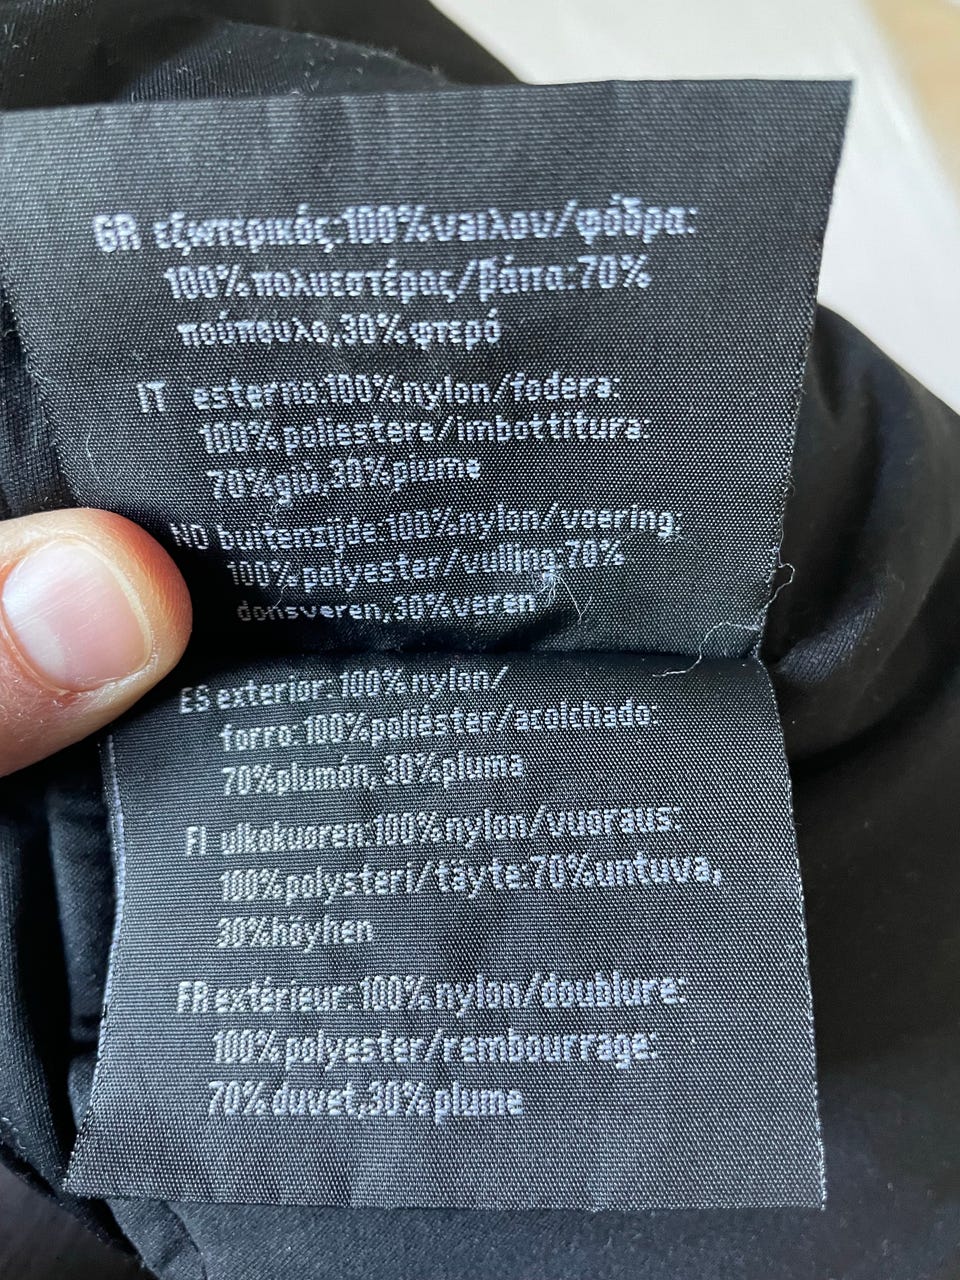 GR εξωτερικός:100%ναιλον/φόδρα:
100%πολυεστέρας/βάτα:70%
πούπουλο,30%φτερό
IT esterno:100%nylon/fodera:
100%poliestere/imbottitura:
70%giù,30%piume
NO buitenzijde:100%nylon/voering:
100%polyester/vulling:70%
donsveren,30%veren
ES exterior: 100%nylon/
forro:100%poliéster/acolchado:
70%plumón, 30%pluma
FI ulkokuoren:100%nylon/vuoraus:
100%polysteri/täyte:70%untuva,
30%höyhen
FR extérieur: 100%nylon/doublure:
100%polyester/rembourrage:
70%duvet,30%plume